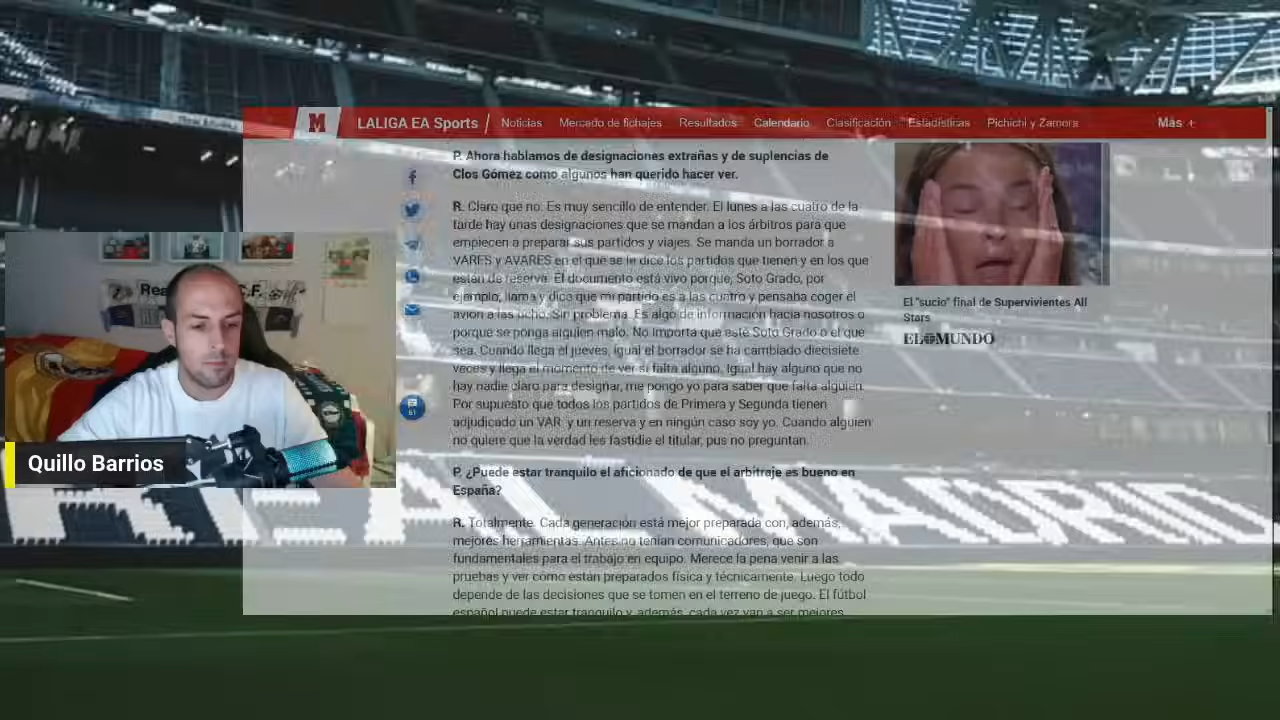 M
LALIGA EA Sports / Noticias Mercado de fichajes Resultados Calendario Clasificación Estadísticas Pichichi y Zamora Más +
P. Ahora hablamos de designaciones extrañas y de suplencias de
Clos Gómez como algunos han querido hacer ver.
R. Claro que no. Es muy sencillo de entender. El lunes a las cuatro de la
tarde hay unas designaciones que se mandan a los árbitros para que
empiecen a preparar sus partidos y viajes. Se manda un borrador a
VARES y AVARES en el que se le dice los partidos que tienen y en los que
están de reserva. El documento está vivo porque, Soto Grado, por
ejemplo, llama y dice que mi partido es a las cuatro y pensaba coger el
avión a las ocho. Sin problema. Es algo de información hacia nosotros o
porque se ponga alguien malo. No importa que esté Soto Grado o el que
sea. Cuando llega el jueves, igual el borrador se ha cambiado diecisiete
veces y llega el momento de ver si falta alguno. Igual hay alguno que no
hay nadie claro para designar, me pongo yo para saber que falta alguien.
Por supuesto que todos los partidos de Primera y Segunda tienen
adjudicado un VAR y un reserva y en ningún caso soy yo. Cuando alguien
no quiere que la verdad les fastidie el titular, pus no preguntan.
61
P. ¿Puede estar tranquilo el aficionado de que el arbitraje es bueno en
España?
R. Totalmente. Cada generación está mejor preparada con, además,
mejores herramientas. Antes no tenían comunicadores, que son
fundamentales para el trabajo en equipo. Merece la pena venir a las
pruebas y ver cómo están preparados física y técnicamente. Luego todo
depende de las decisiones que se tomen en el terreno de juego. El fútbol
español puede estar tranquilo y, además, cada vez van a ser mejores
El "sucio" final de Supervivientes All
Stars
EL MUNDO
Rea C.F.
Quillo Barrios
REAL MADRID